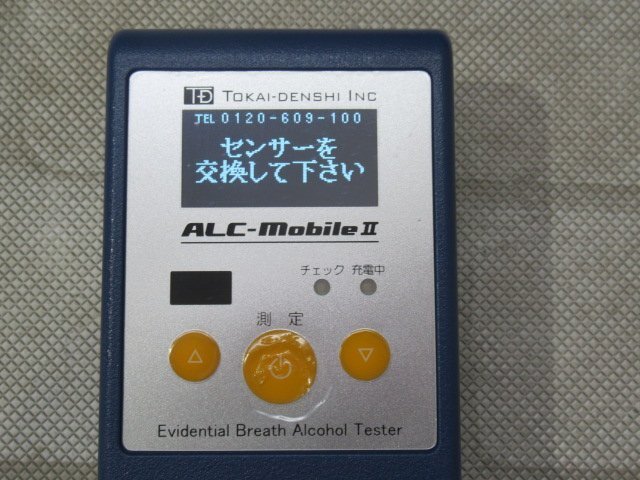 TD TOKAI-DENSHI INC
TEL 0120-609-100
センサーを
交換して下さい
ALC-Mobile II
チェック 充電中
測 定
△ ▽
Evidential Breath Alcohol Tester